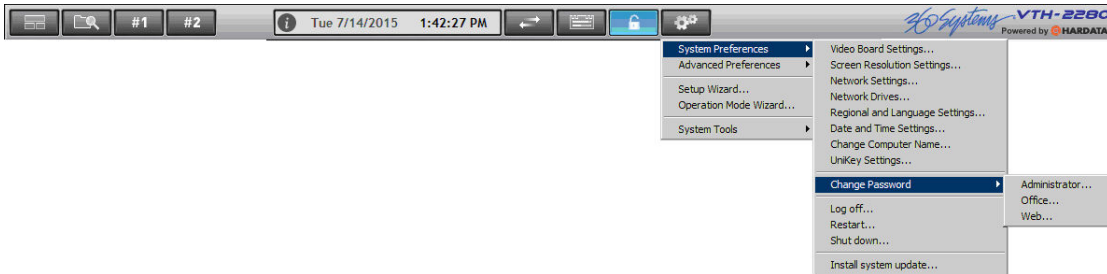 #1
#2
Tue 7/14/2015
1:42:27 PM
360 Systems
VTH-2280
Powered by HARDATA
System Preferences
Advanced Preferences
Setup Wizard...
Operation Mode Wizard...
System Tools
Video Board Settings...
Screen Resolution Settings...
Network Settings...
Network Drives...
Regional and Language Settings...
Date and Time Settings...
Change Computer Name...
UniKey Settings...
Change Password
Log off...
Restart...
Shut down...
Install system update...
Administrator...
Office...
Web...